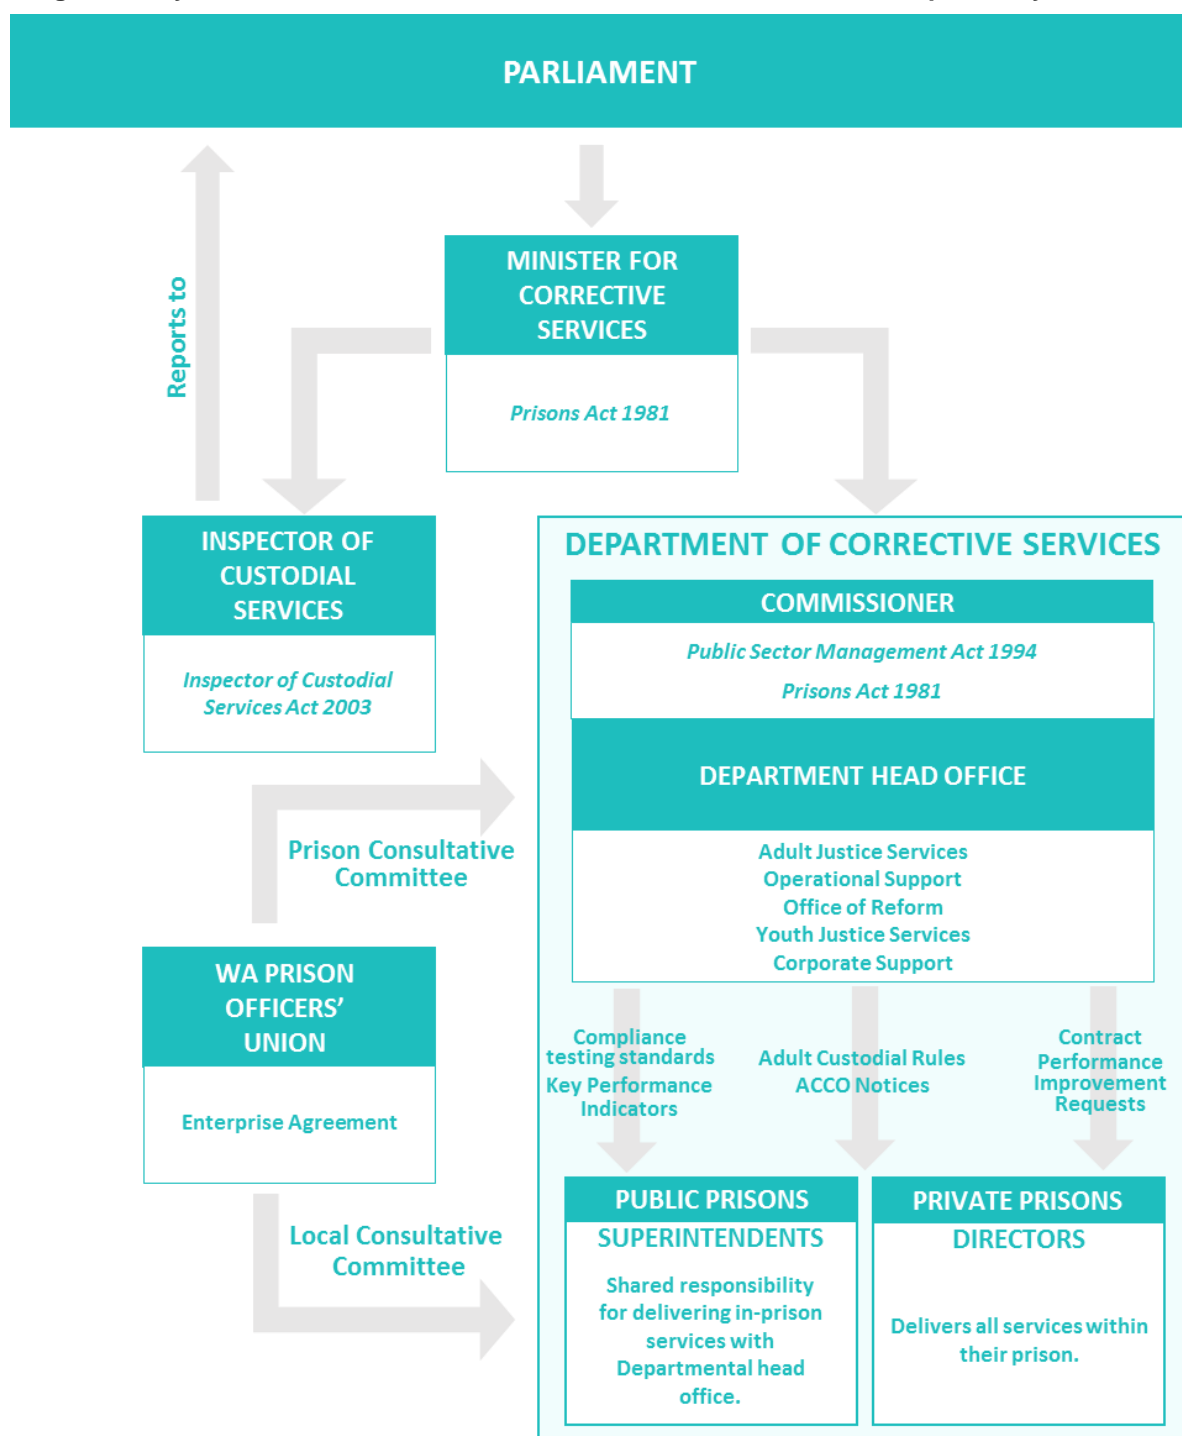 PARLIAMENT
Reports to
MINISTER FOR
CORRECTIVE
SERVICES
Prisons Act 1981
INSPECTOR OF
CUSTODIAL
SERVICES
Inspector of Custodial
Services Act 2003
DEPARTMENT OF CORRECTIVE SERVICES
COMMISSIONER
Public Sector Management Act 1994
Prisons Act 1981
DEPARTMENT HEAD OFFICE
Adult Justice Services
Operational Support
Office of Reform
Youth Justice Services
Corporate Support
Prison Consultative
Committee
WA PRISON
OFFICERS'
UNION
Enterprise Agreement
Local Consultative
Committee
Compliance
testing standards
Key Performance
Indicators
Adult Custodial Rules
ACCO Notices
Contract
Performance
Improvement
Requests
PUBLIC PRISONS
SUPERINTENDENTS
Shared responsibility
for delivering in-prison
services with
Departmental head
office.
PRIVATE PRISONS
DIRECTORS
Delivers all services within
their prison.